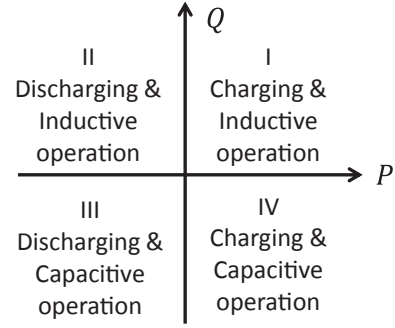 Q
II
Discharging &
Inductive
operation
I
Charging &
Inductive
operation
P
III
Discharging &
Capacitive
operation
IV
Charging &
Capacitive
operation